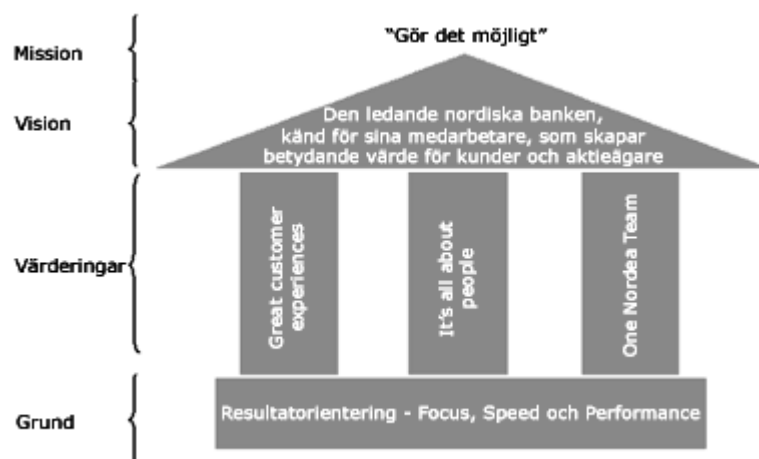 "Gör det möjligt"
Mission
Vision
Den ledande nordiska banken,
känd för sina medarbetare, som skapar
betydande värde för kunder och aktieägare
Värderingar
Great customer
experiences
It's all about
people
One Nordea Team
Grund
Resultatorientering - Focus, Speed och Performance